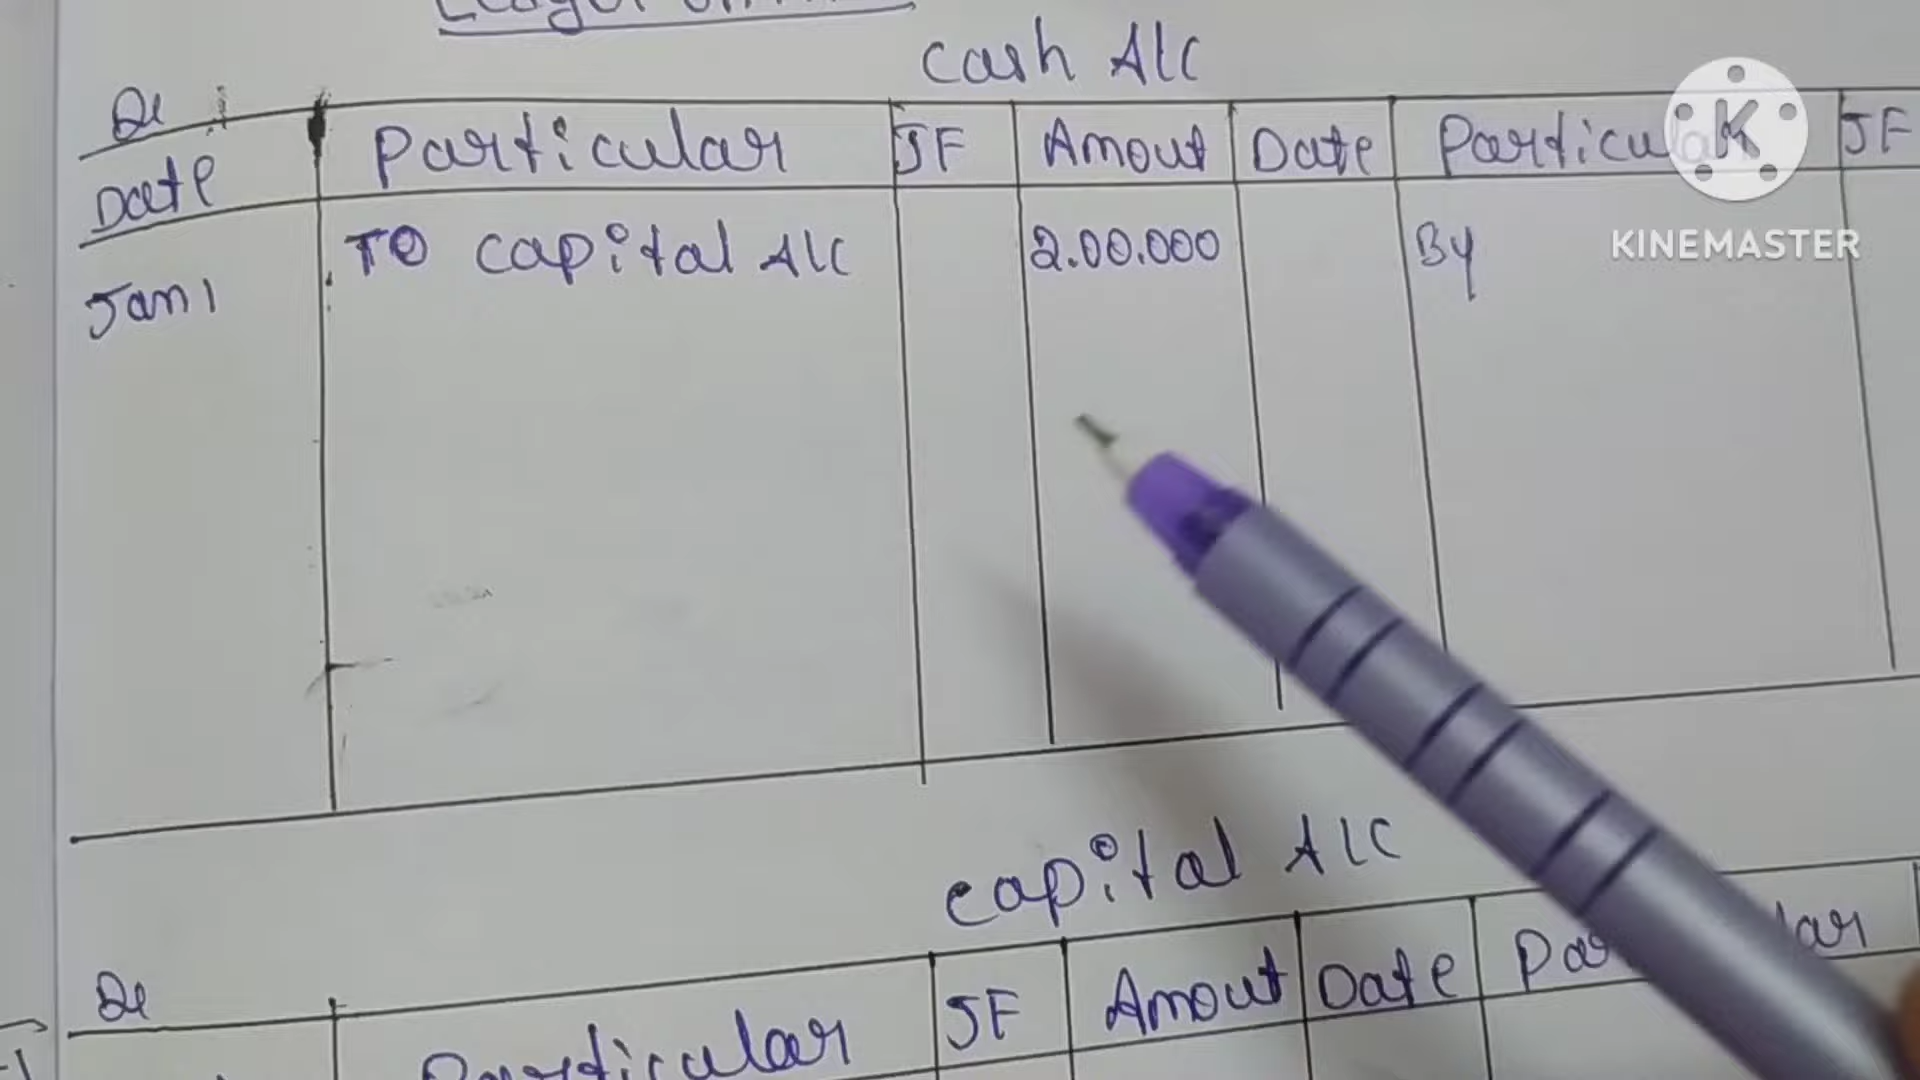 Cash A/C
Dr
Date Particular JF Amout Date Particular JF
Jan 1 TO capital A/C 2.00.000 By
K
KINEMASTER
capital A/C
Dr
Particular JF Amout Date